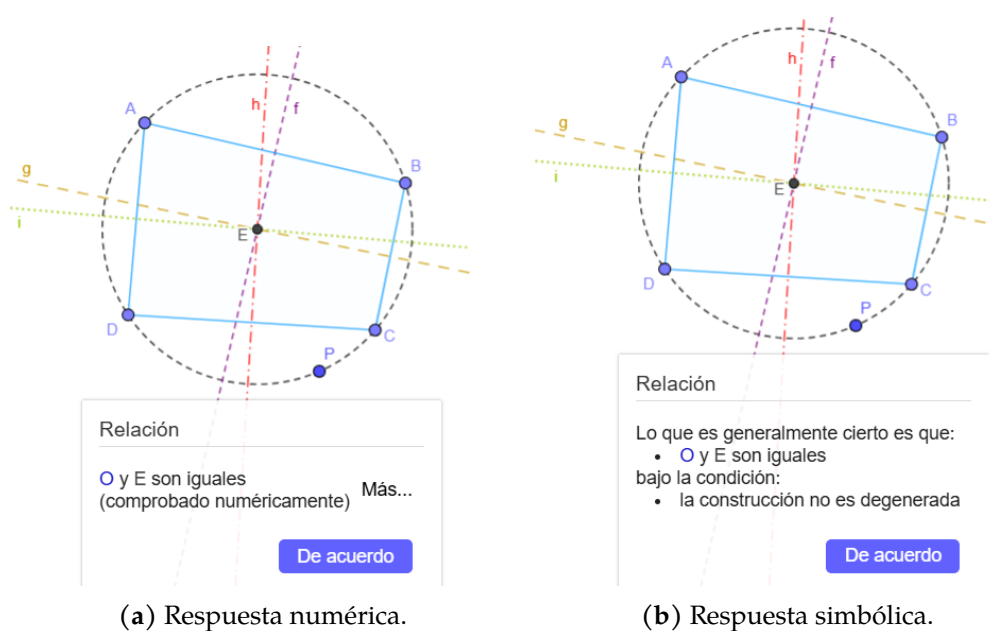 A
h
f
B
g
i
E
D
C
P
Relación
O y E son iguales
(comprobado numéricamente) Más...
De acuerdo
(a) Respuesta numérica.
A
h
f
B
g
i
E
D
C
P
Relación
Lo que es generalmente cierto es que:
• O y E son iguales
bajo la condición:
• la construcción no es degenerada
De acuerdo
(b) Respuesta simbólica.